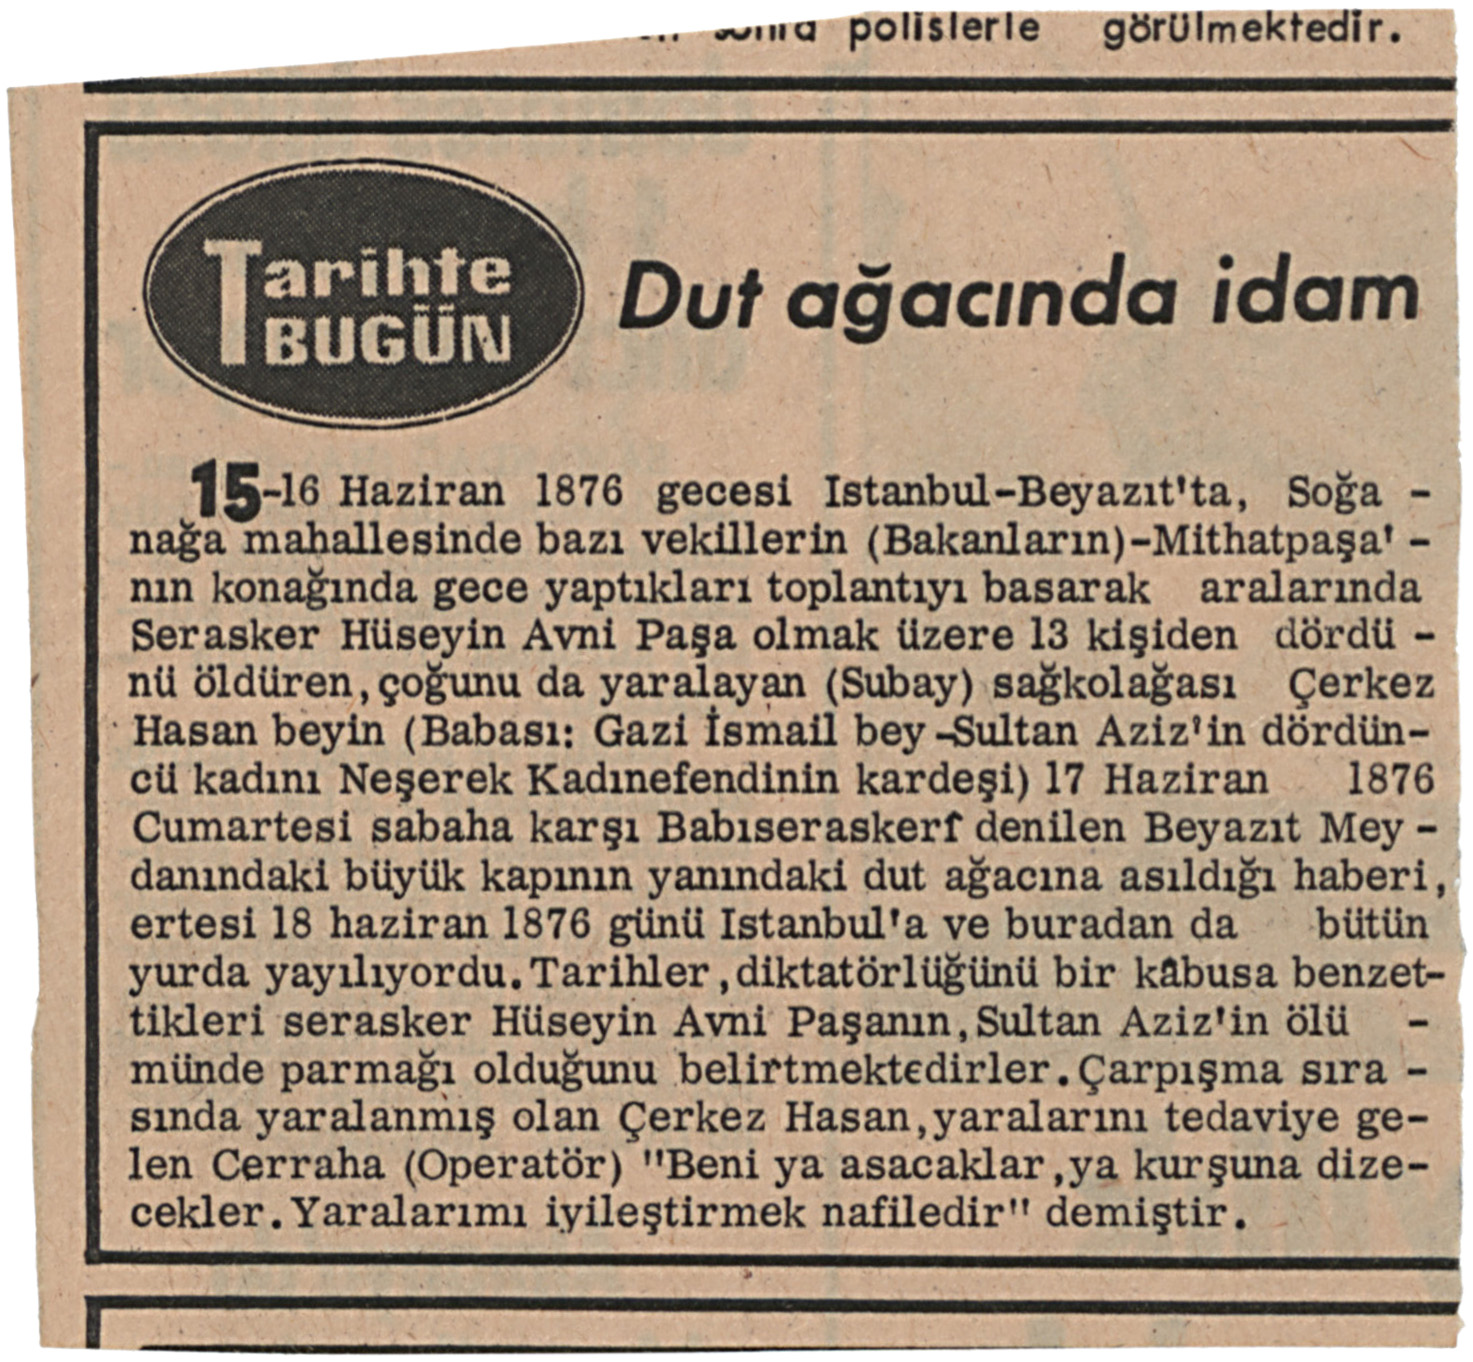 sonra polislerle görülmektedir.
Tarihte
BUGÜN
Dut ağacında idam
15-16 Haziran 1876 gecesi Istanbul-Beyazıt'ta, Soğa -
nağa mahallesinde bazı vekillerin (Bakanların)-Mithatpaşa' -
nın konağında gece yaptıkları toplantıyı basarak aralarında
Serasker Hüseyin Avni Paşa olmak üzere 13 kişiden dördü -
nü öldüren,çoğunu da yaralayan (Subay) sağkolağası Çerkez
Hasan beyin (Babası: Gazi İsmail bey-Sultan Aziz'in dördün-
cü kadını Neşerek Kadınefendinin kardeşi) 17 Haziran 1876
Cumartesi sabaha karşı Babıseraskerf denilen Beyazıt Mey -
danındaki büyük kapının yanındaki dut ağacına asıldığı haberi,
ertesi 18 haziran 1876 günü Istanbul'a ve buradan da bütün
yurda yayılıyordu.Tarihler,diktatörlüğünü bir kâbusa benzet-
tikleri serasker Hüseyin Avni Paşanın,Sultan Aziz'in ölü -
münde parmağı olduğunu belirtmektedirler.Çarpışma sıra -
sında yaralanmış olan Çerkez Hasan,yaralarını tedaviye ge-
len Cerraha (Operatör) "Beni ya asacaklar,ya kurşuna dize-
cekler.Yaralarımı iyileştirmek nafiledir" demiştir.